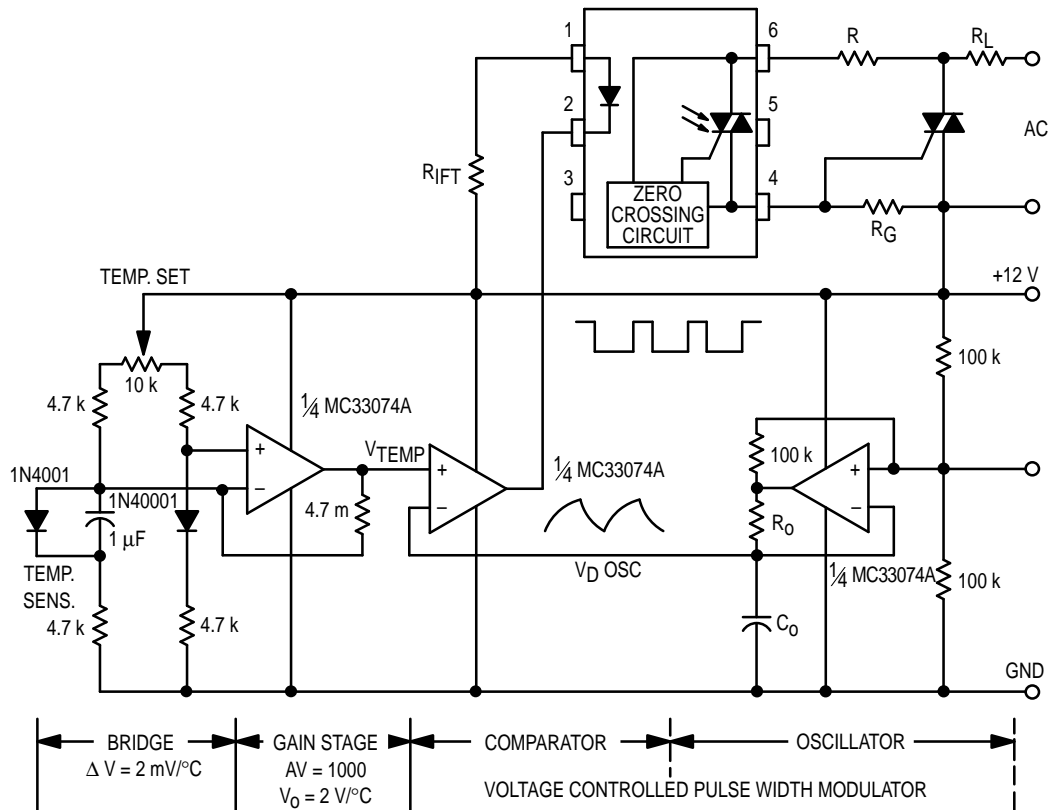 1
6
R
RL
2
5
AC
RIFT
3
4
ZERO
CROSSING
CIRCUIT
RG
TEMP. SET
+12 V
10 k
100 k
4.7 k
4.7 k
1/4 MC33074A
VTEMP
1/4 MC33074A
100 k
1N4001
1N40001
+
−
+
−
+
−
4.7 m
Ro
1 µF
TEMP.
SENS.
VD OSC
1/4 MC33074A
100 k
4.7 k
4.7 k
Co
GND
BRIDGE
∆ V = 2 mV/°C
GAIN STAGE
AV = 1000
Vo = 2 V/°C
COMPARATOR
OSCILLATOR
VOLTAGE CONTROLLED PULSE WIDTH MODULATOR